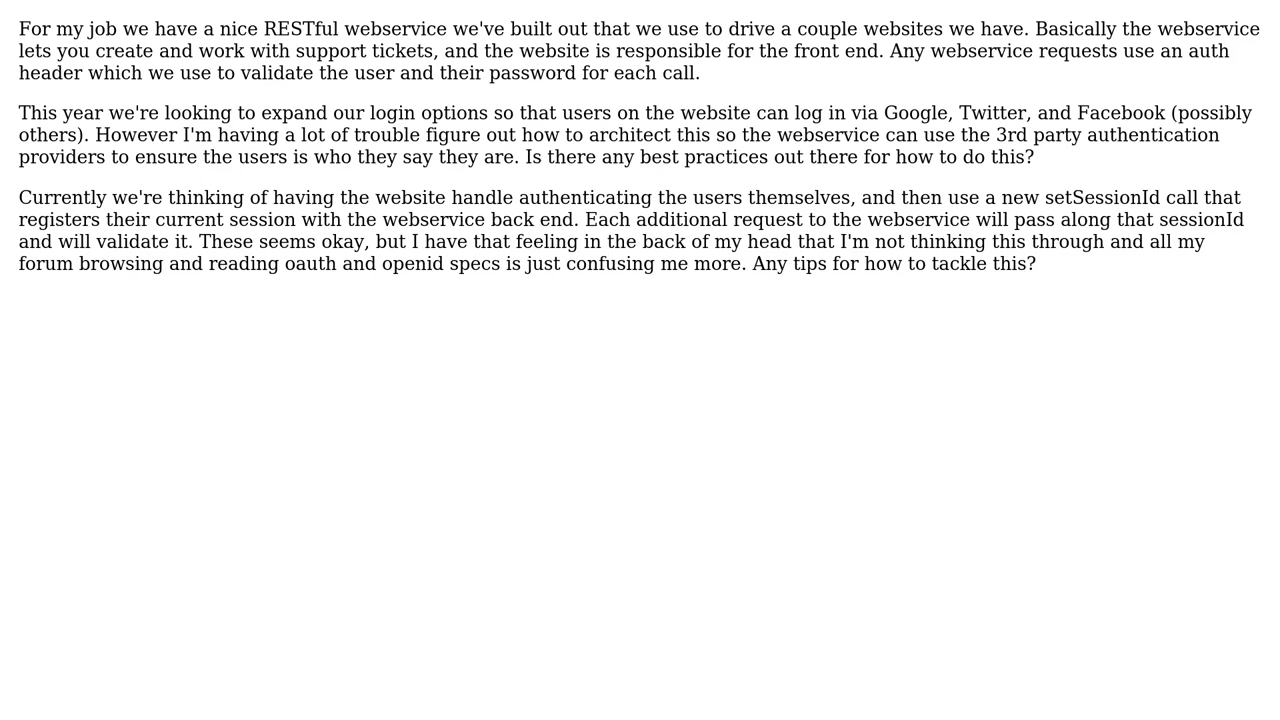 For my job we have a nice RESTful webservice we've built out that we use to drive a couple websites we have. Basically the webservice
lets you create and work with support tickets, and the website is responsible for the front end. Any webservice requests use an auth
header which we use to validate the user and their password for each call.
This year we're looking to expand our login options so that users on the website can log in via Google, Twitter, and Facebook (possibly
others). However I'm having a lot of trouble figure out how to architect this so the webservice can use the 3rd party authentication
providers to ensure the users is who they say they are. Is there any best practices out there for how to do this?
Currently we're thinking of having the website handle authenticating the users themselves, and then use a new setSessionId call that
registers their current session with the webservice back end. Each additional request to the webservice will pass along that sessionId
and will validate it. These seems okay, but I have that feeling in the back of my head that I'm not thinking this through and all my
forum browsing and reading oauth and openid specs is just confusing me more. Any tips for how to tackle this?